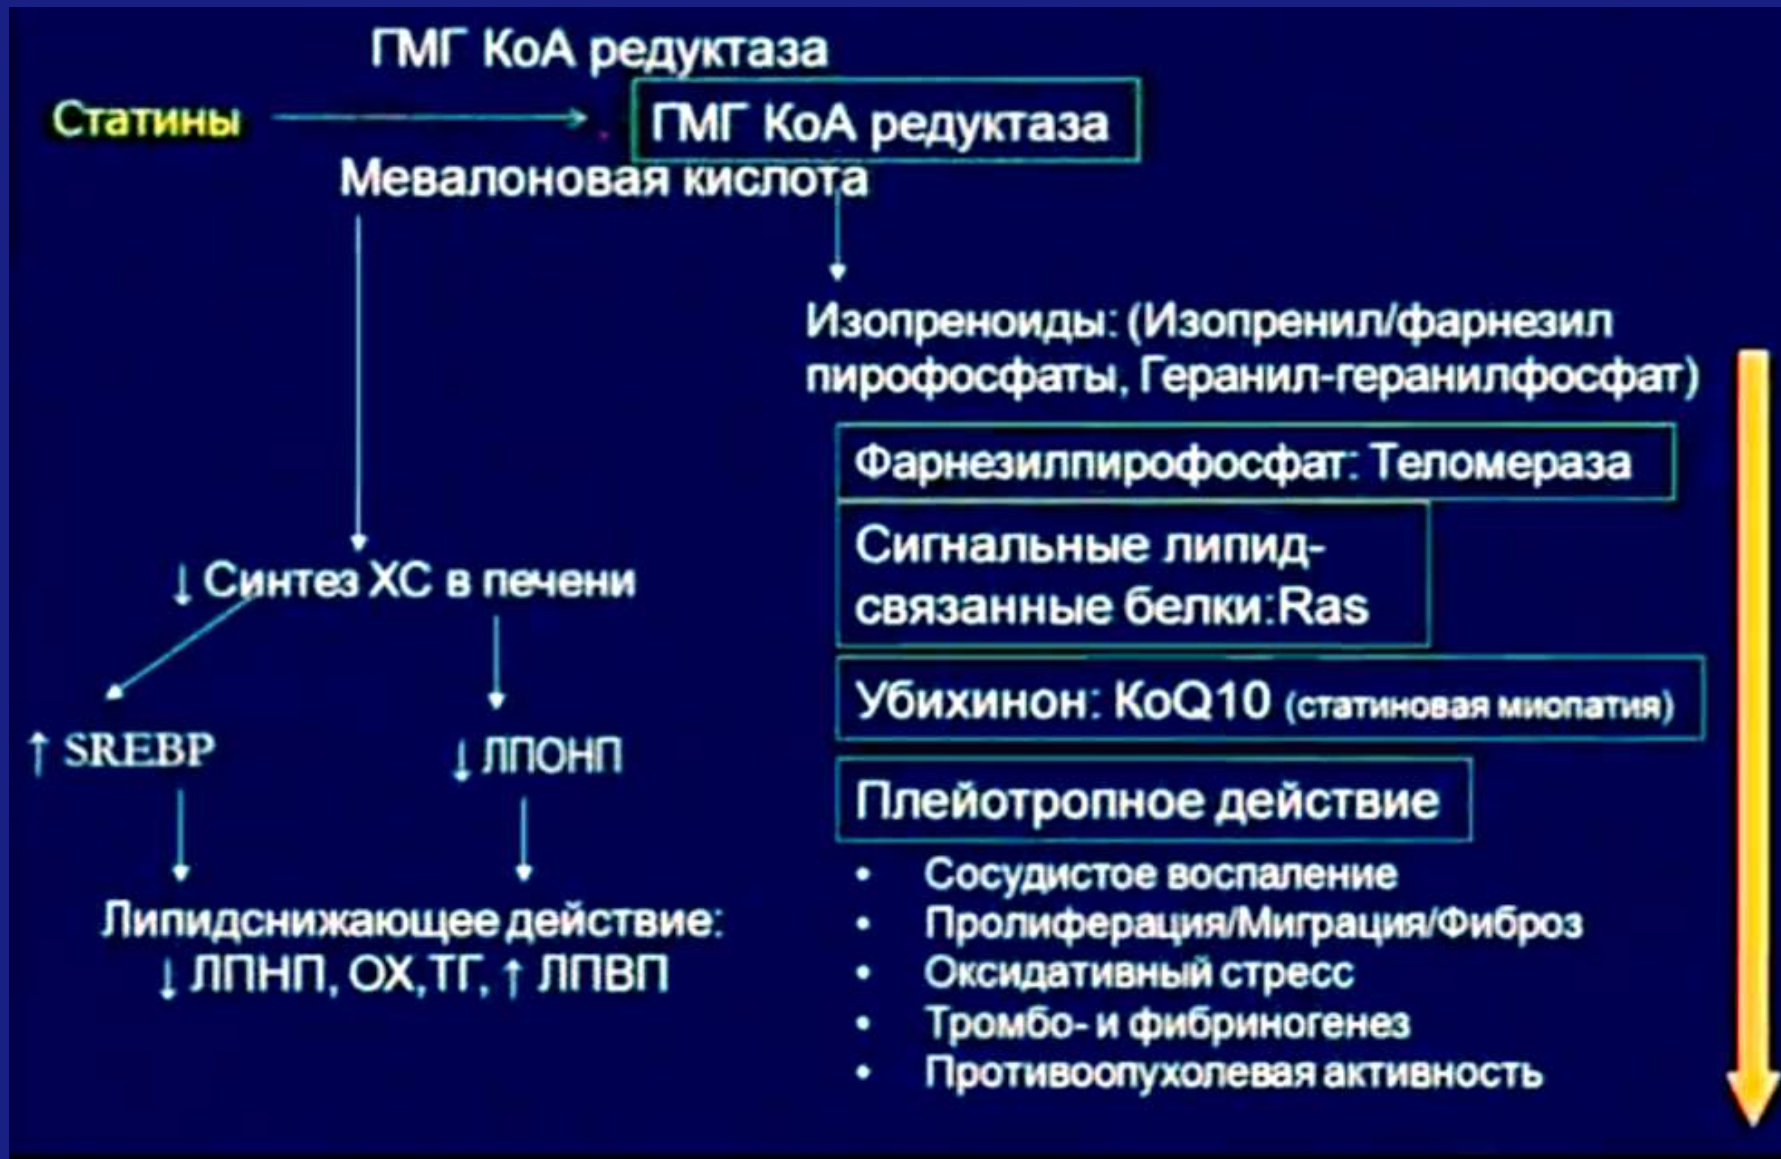 ГМГ КоА редуктаза
Статины
ГМГ КоА редуктаза
Мевалоновая кислота
Изопреноиды: (Изопренил/фарнезил
пирофосфаты, Геранил-геранилфосфат)
Фарнезилпирофосфат: Теломераза
Сигнальные липид-
связанные белки:Ras
↓ Синтез ХС в печени
Убихинон: КоQ10 (статиновая миопатия)
↑ SREBP
↓ ЛПОНП
Плейотропное действие
• Сосудистое воспаление
• Пролиферация/Миграция/Фиброз
• Оксидативный стресс
• Тромбо- и фибриногенез
• Противоопухолевая активность
Липидснижающее действие:
↓ ЛПНП, ОХ,ТГ, ↑ ЛПВП